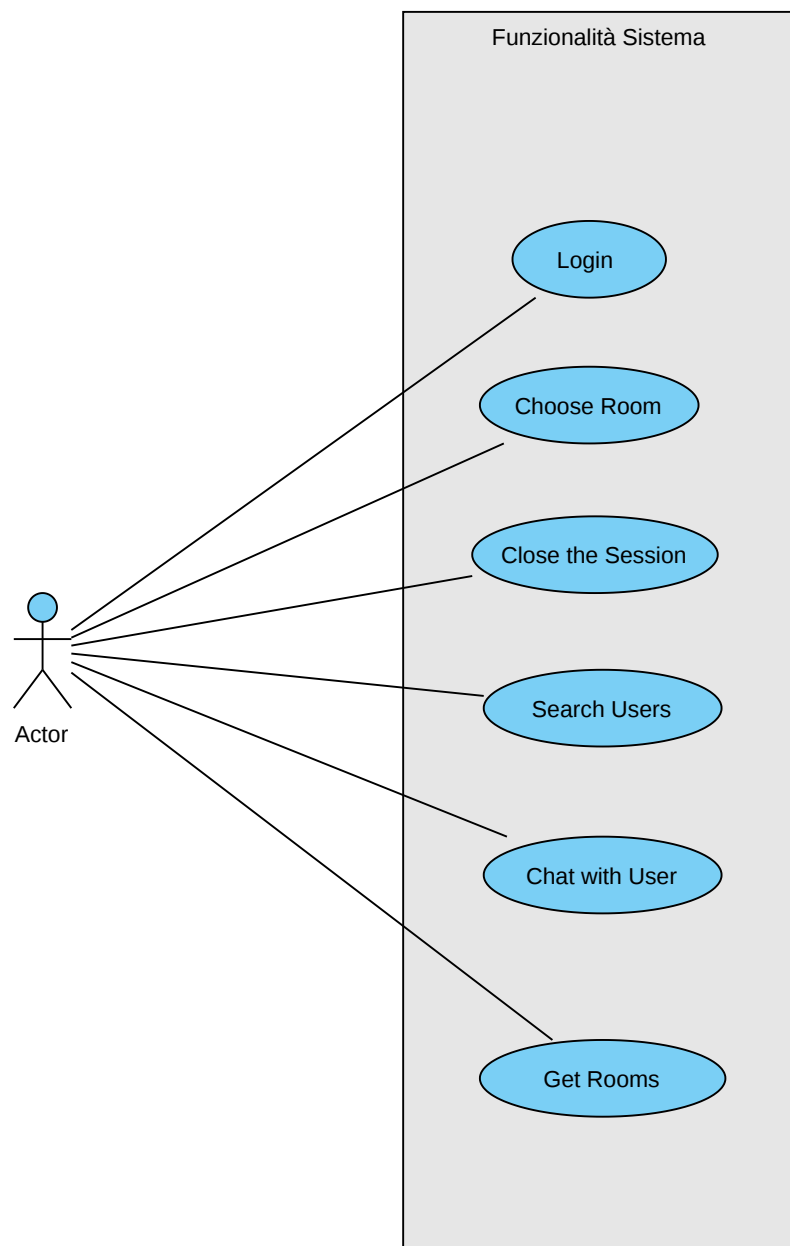 Funzionalità Sistema
Login
Choose Room
Close the Session
Search Users
Actor
Chat with User
Get Rooms